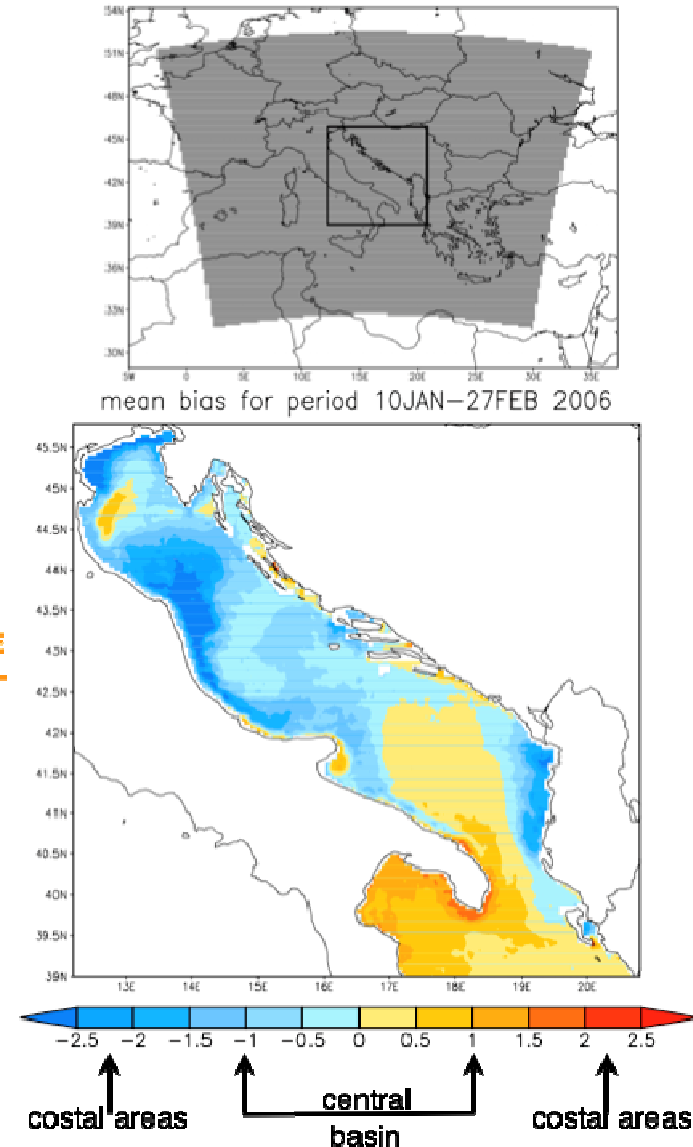 54N
51N
48N
45N
42N
39N
36N
33N
30N
5W 0 5E 10E 15E 20E 25E 30E 35E
mean bias for period 10JAN-27FEB 2006
45.5N
45N
44.5N
44N
43.5N
43N
42.5N
42N
41.5N
41N
40.5N
40N
39.5N
39N
13E 14E 15E 16E 17E 18E 19E 20E
-2.5 -2 -1.5 -1 -0.5 0 0.5 1 1.5 2 2.5
costal areas central basin costal areas